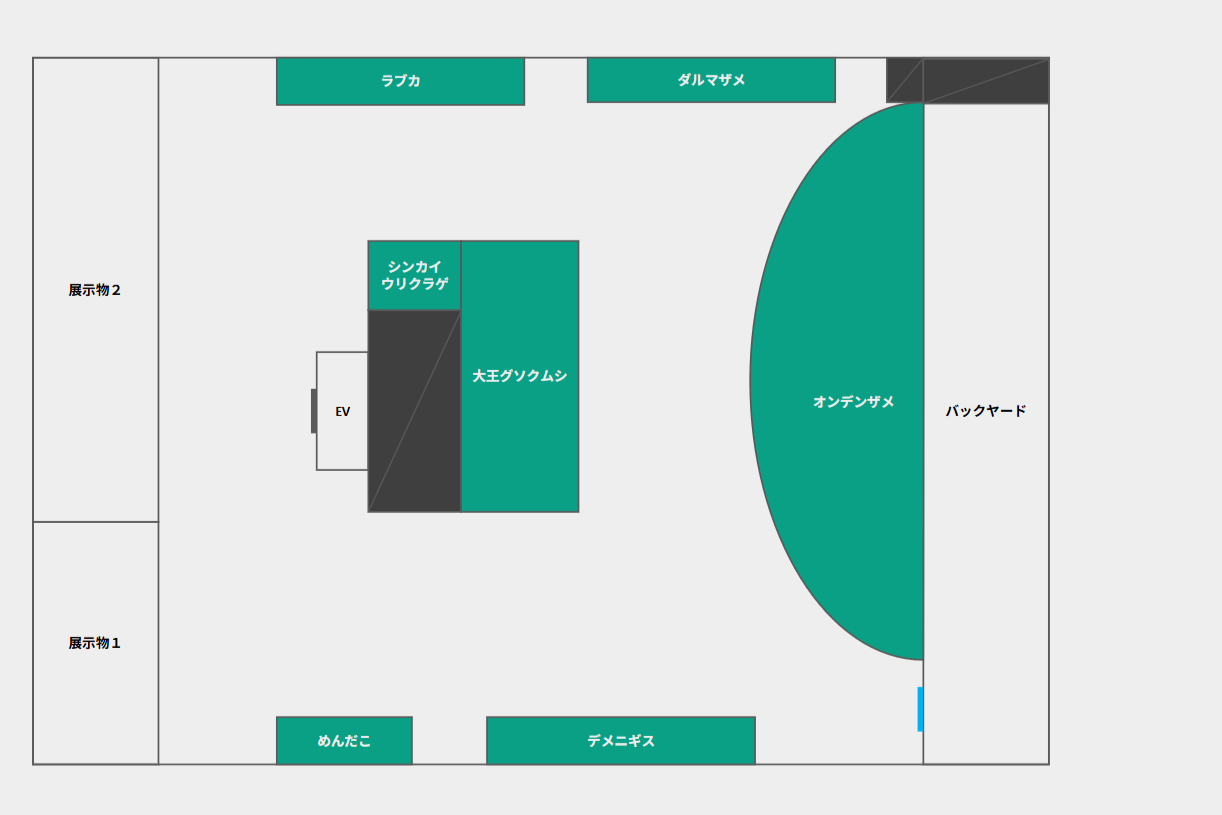 ラブカ
ダルマザメ
シンカイ
ウリクラゲ
展示物２
大王グソクムシ
オンデンザメ
EV
バックヤード
展示物１
めんだこ
デメニギス